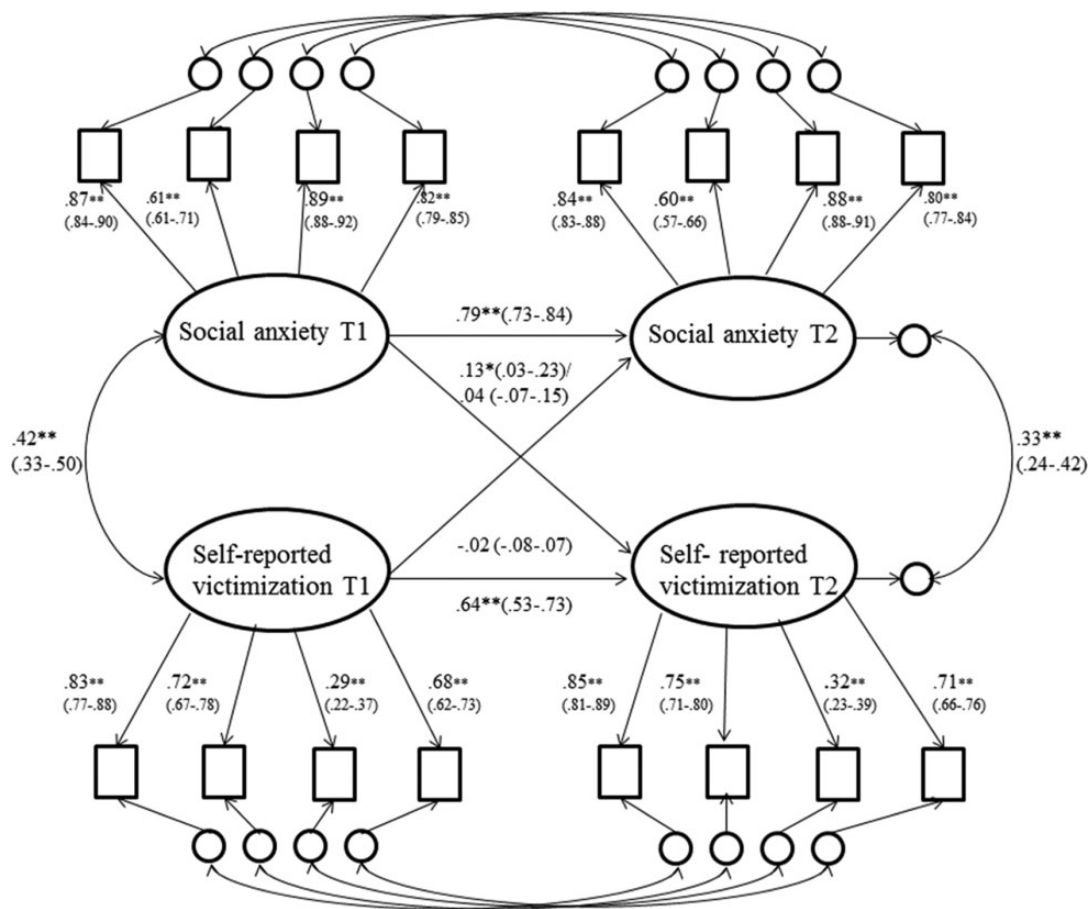 .87** .61** .89** .82** .84** .60** .88** .80**
(.84-.90) (.61-.71) (.88-.92) (.79-.85) (.83-.88) (.57-.66) (.88-.91) (.77-.84)
Social anxiety T1
.79**(.73-.84)
Social anxiety T2
.13*(.03-.23)/
.04 (-.07-.15)
.42**
(.33-.50)
.33**
(.24-.42)
Self-reported
victimization T1
-.02 (-.08-.07)
.64**(.53-.73)
Self- reported
victimization T2
.83** .72** .29** .68** .85** .75** .32** .71**
(.77-.88) (.67-.78) (.22-.37) (.62-.73) (.81-.89) (.71-.80) (.23-.39) (.66-.76)